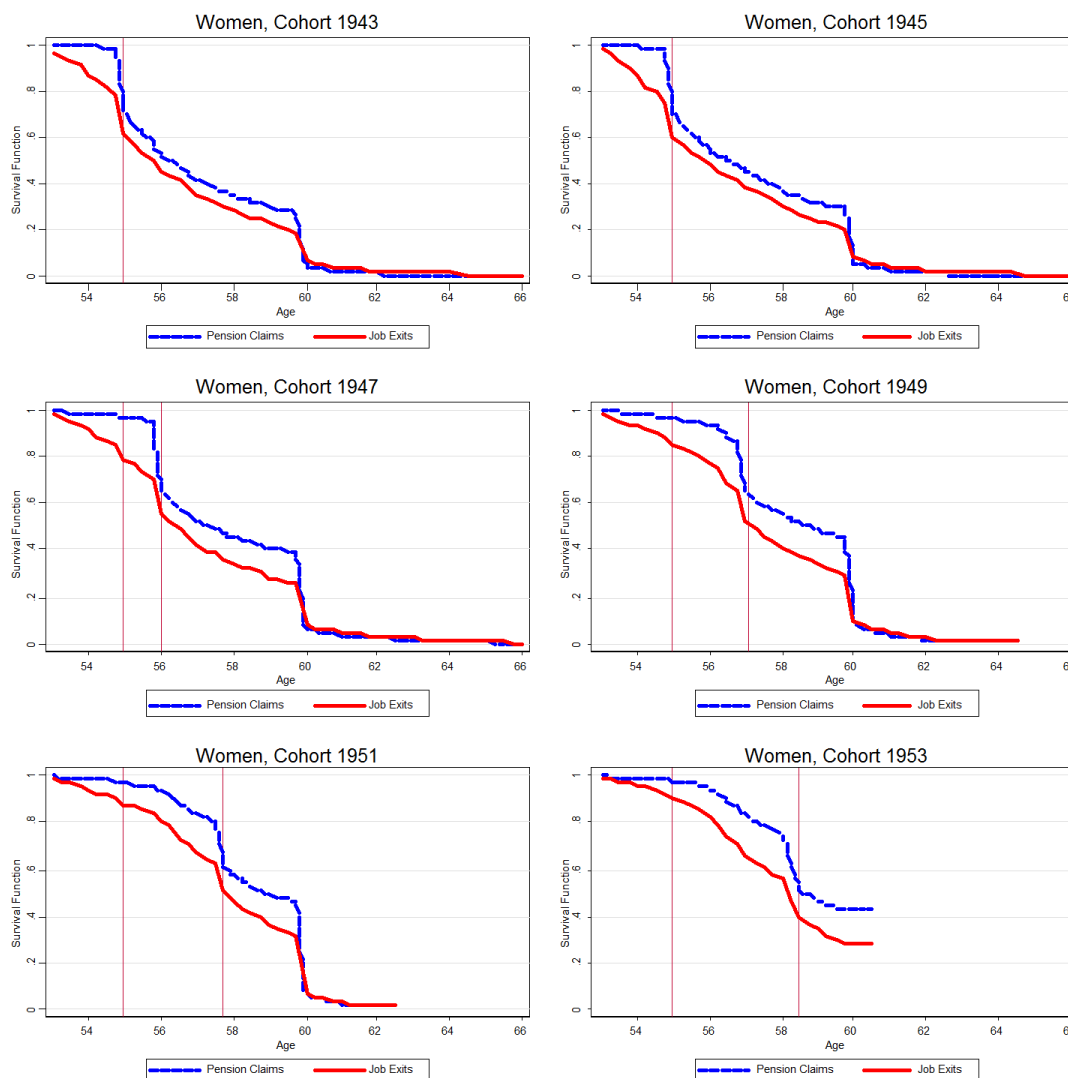 Women, Cohort 1943
Survival Function
1
.8
.6
.4
.2
0
54 56 58 60 62 64 66
Age
Pension Claims Job Exits
Women, Cohort 1945
Survival Function
1
.8
.6
.4
.2
0
54 56 58 60 62 64 66
Age
Pension Claims Job Exits
Women, Cohort 1947
Survival Function
1
.8
.6
.4
.2
0
54 56 58 60 62 64 66
Age
Pension Claims Job Exits
Women, Cohort 1949
Survival Function
1
.8
.6
.4
.2
0
54 56 58 60 62 64 66
Age
Pension Claims Job Exits
Women, Cohort 1951
Survival Function
1
.8
.6
.4
.2
0
54 56 58 60 62 64 66
Age
Pension Claims Job Exits
Women, Cohort 1953
Survival Function
1
.8
.6
.4
.2
0
54 56 58 60 62 64 66
Age
Pension Claims Job Exits